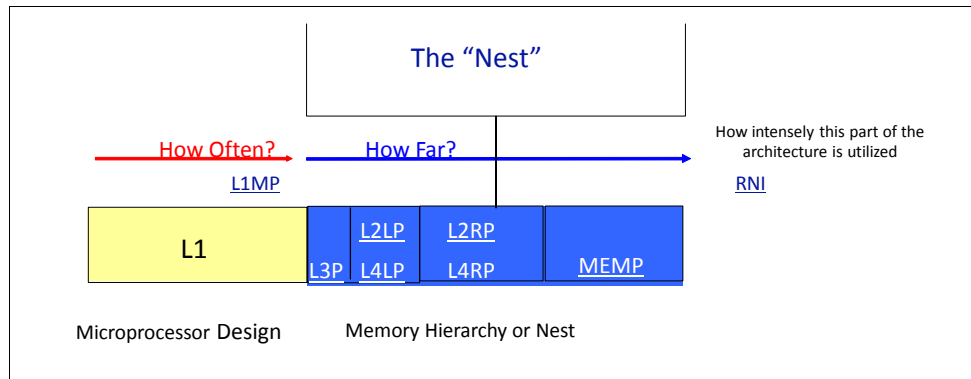 The “Nest”
How Often?
How Far?
How intensely this part of the
architecture is utilized
L1MP
RNI
L1
L2LP
L2RP
L3P
L4LP
L4RP
MEMP
Microprocessor Design
Memory Hierarchy or Nest